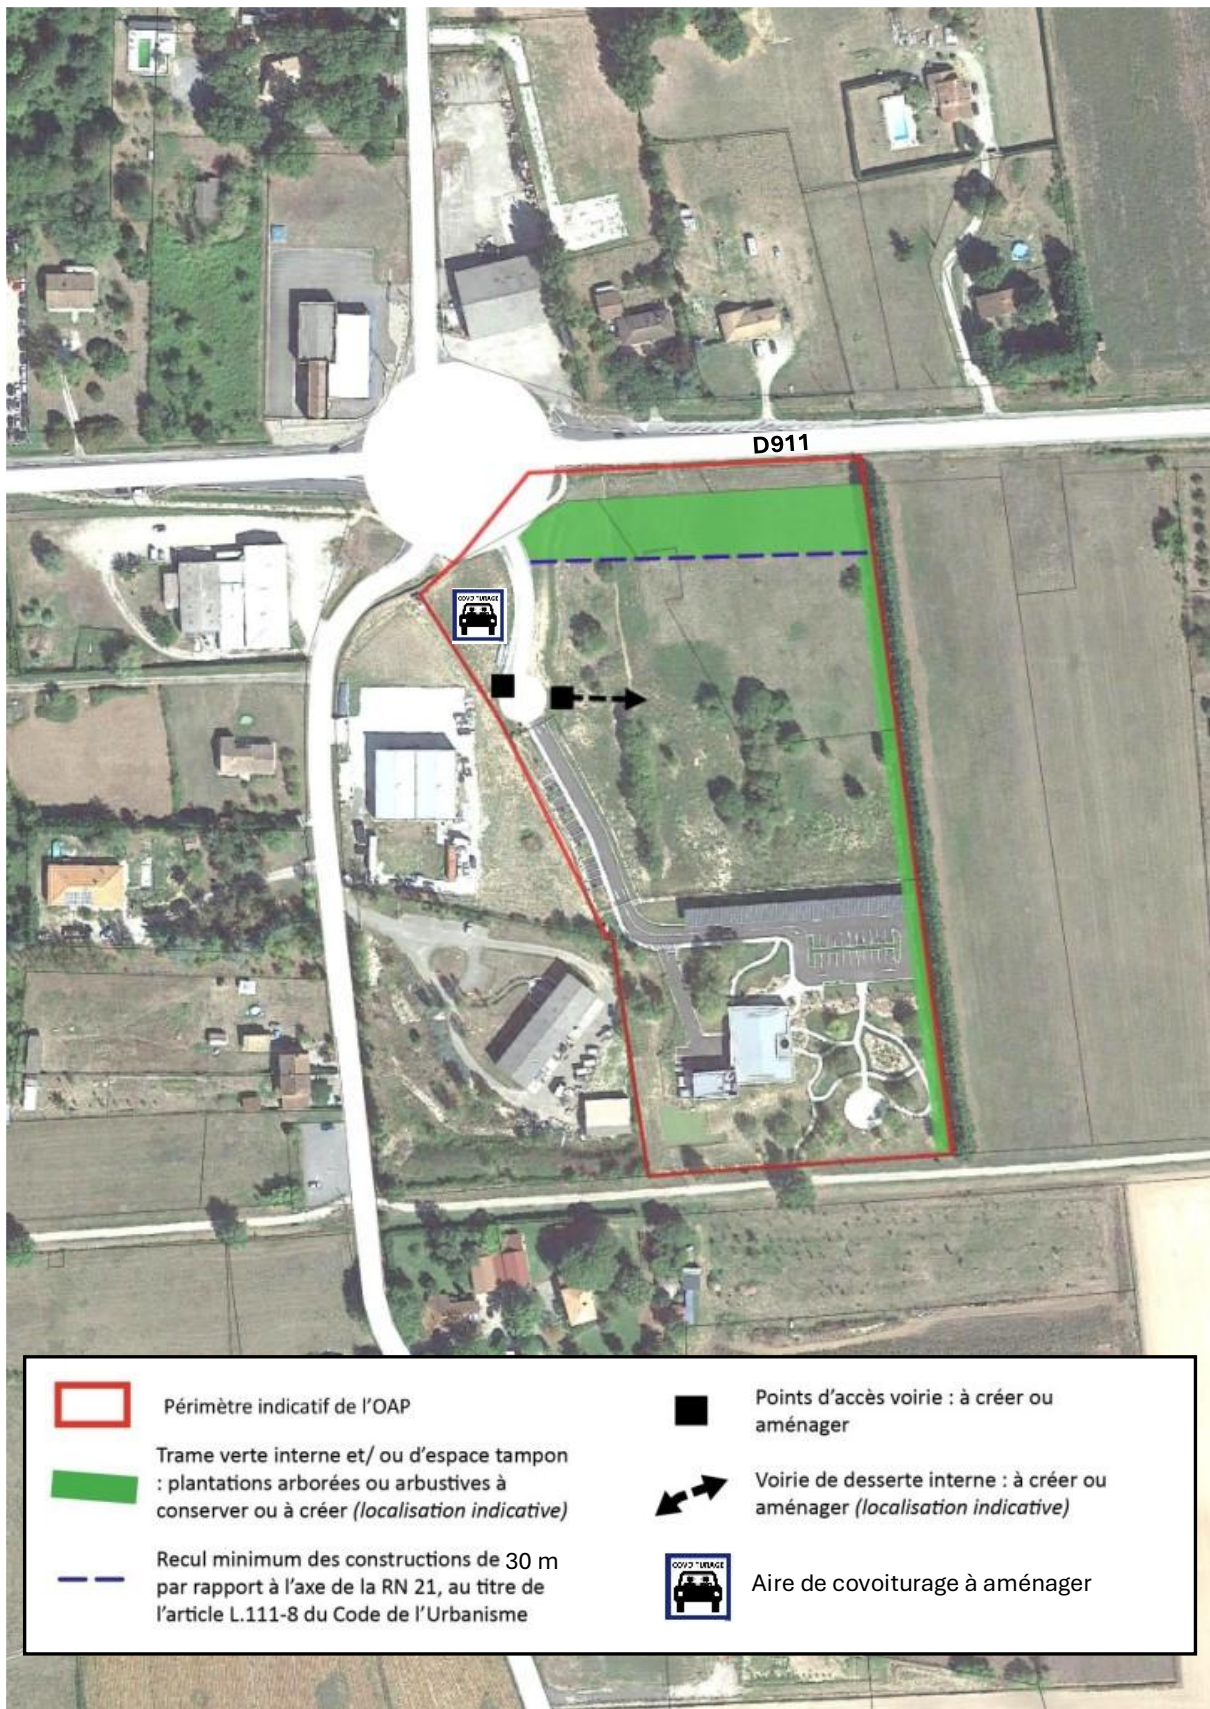 D911
COVOITURAGE
Périmètre indicatif de l'OAP
Trame verte interne et/ ou d'espace tampon
: plantations arborées ou arbustives à
conserver ou à créer (localisation indicative)
Recul minimum des constructions de 30 m
par rapport à l'axe de la RN 21, au titre de
l'article L.111-8 du Code de l'Urbanisme
Points d'accès voirie : à créer ou
aménager
Voirie de desserte interne : à créer ou
aménager (localisation indicative)
COVOITURAGE
Aire de covoiturage à aménager